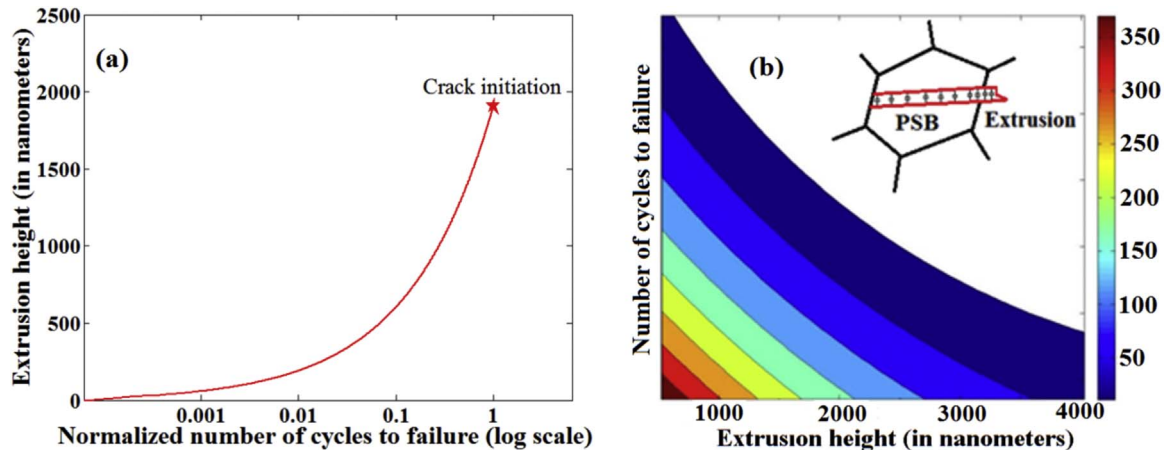 2500
(a)
2000
Crack initiation
1500
1000
500
0
Extrusion height (in nanometers)
0.001 0.01 0.1 1
Normalized number of cycles to failure (log scale)
(b)
PSB
Extrusion
Number of cycles to failure
1000 2000 3000 4000
Extrusion height (in nanometers)
350
300
250
200
150
100
50